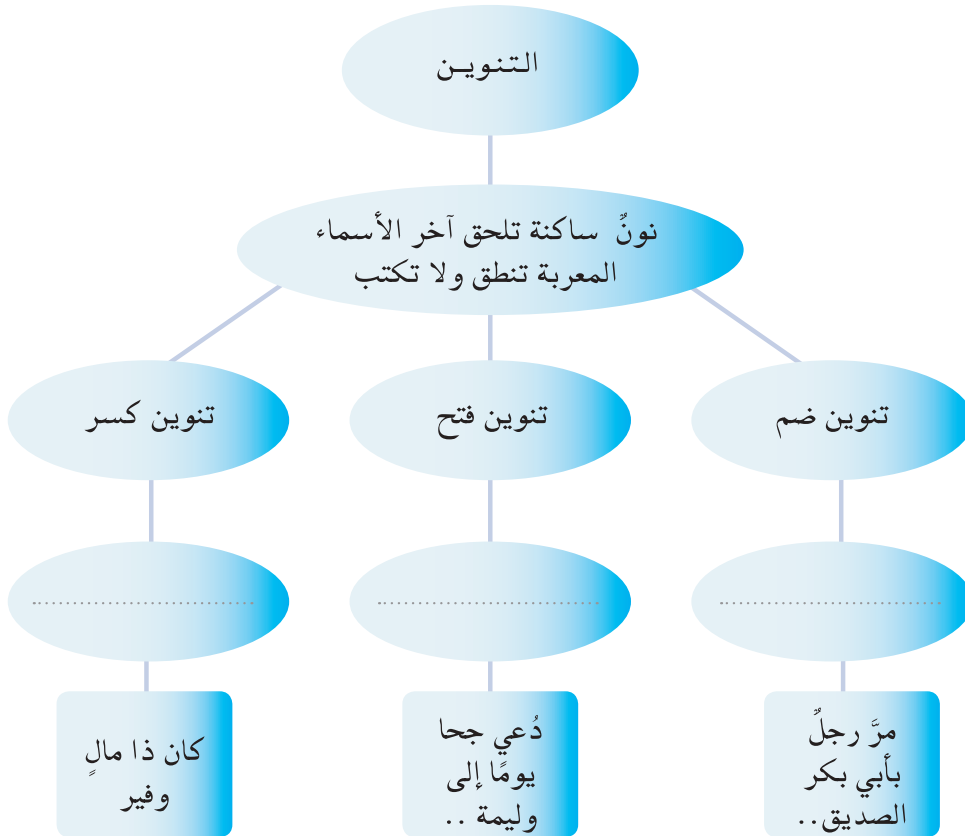 التنوين
نونٌ ساكنة تلحق آخر الأسماء
المعربة تنطق ولا تكتب
تنوين ضم
تنوين فتح
تنوين كسر
......................................................
......................................................
......................................................
مرَّ رجلٌ
بأبي بكر
الصديق..
دُعي جحا
يومًا إلى
وليمة ..
كان ذا مالٍ
وفير